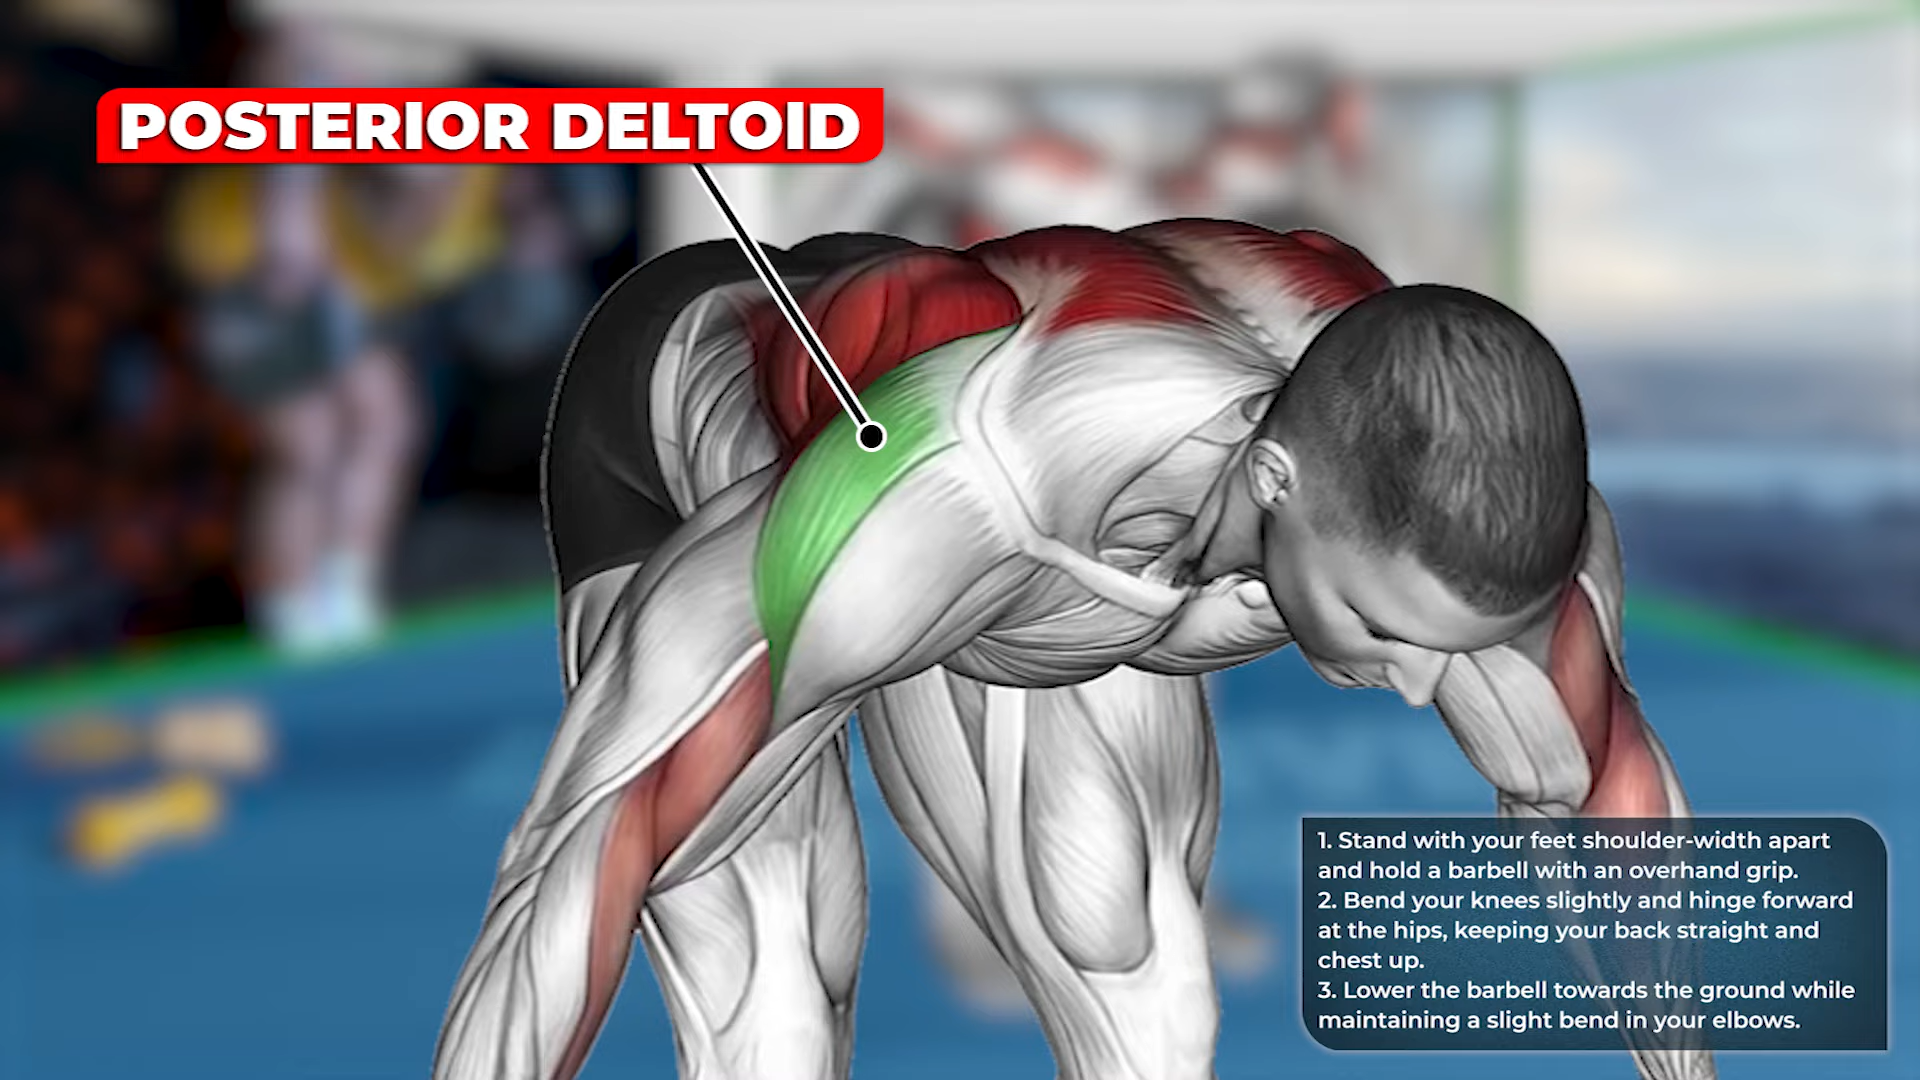 POSTERIOR DELTOID
1. Stand with your feet shoulder-width apart
and hold a barbell with an overhand grip.
2. Bend your knees slightly and hinge forward
at the hips, keeping your back straight and
chest up.
3. Lower the barbell towards the ground while
maintaining a slight bend in your elbows.